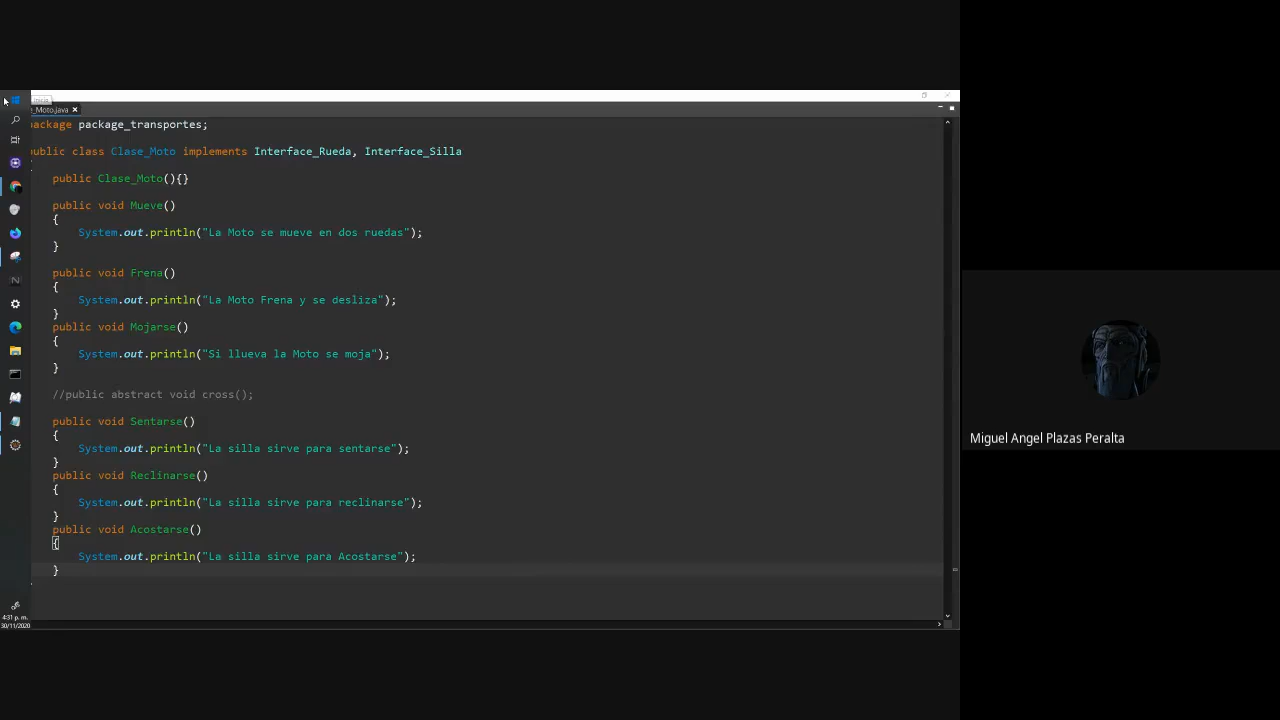 Inicio
_Moto.java
package package_transportes;
public class Clase_Moto implements Interface_Rueda, Interface_Silla
public Clase_Moto(){}
public void Mueve()
{
System.out.println("La Moto se mueve en dos ruedas");
}
public void Frena()
{
System.out.println("La Moto Frena y se desliza");
}
public void Mojarse()
{
System.out.println("Si llueva la Moto se moja");
}
//public abstract void cross();
public void Sentarse()
{
System.out.println("La silla sirve para sentarse");
}
public void Reclinarse()
{
System.out.println("La silla sirve para reclinarse");
}
public void Acostarse()
{
System.out.println("La silla sirve para Acostarse");
}
4:31 p. m.
30/11/2020
Miguel Angel Plazas Peralta